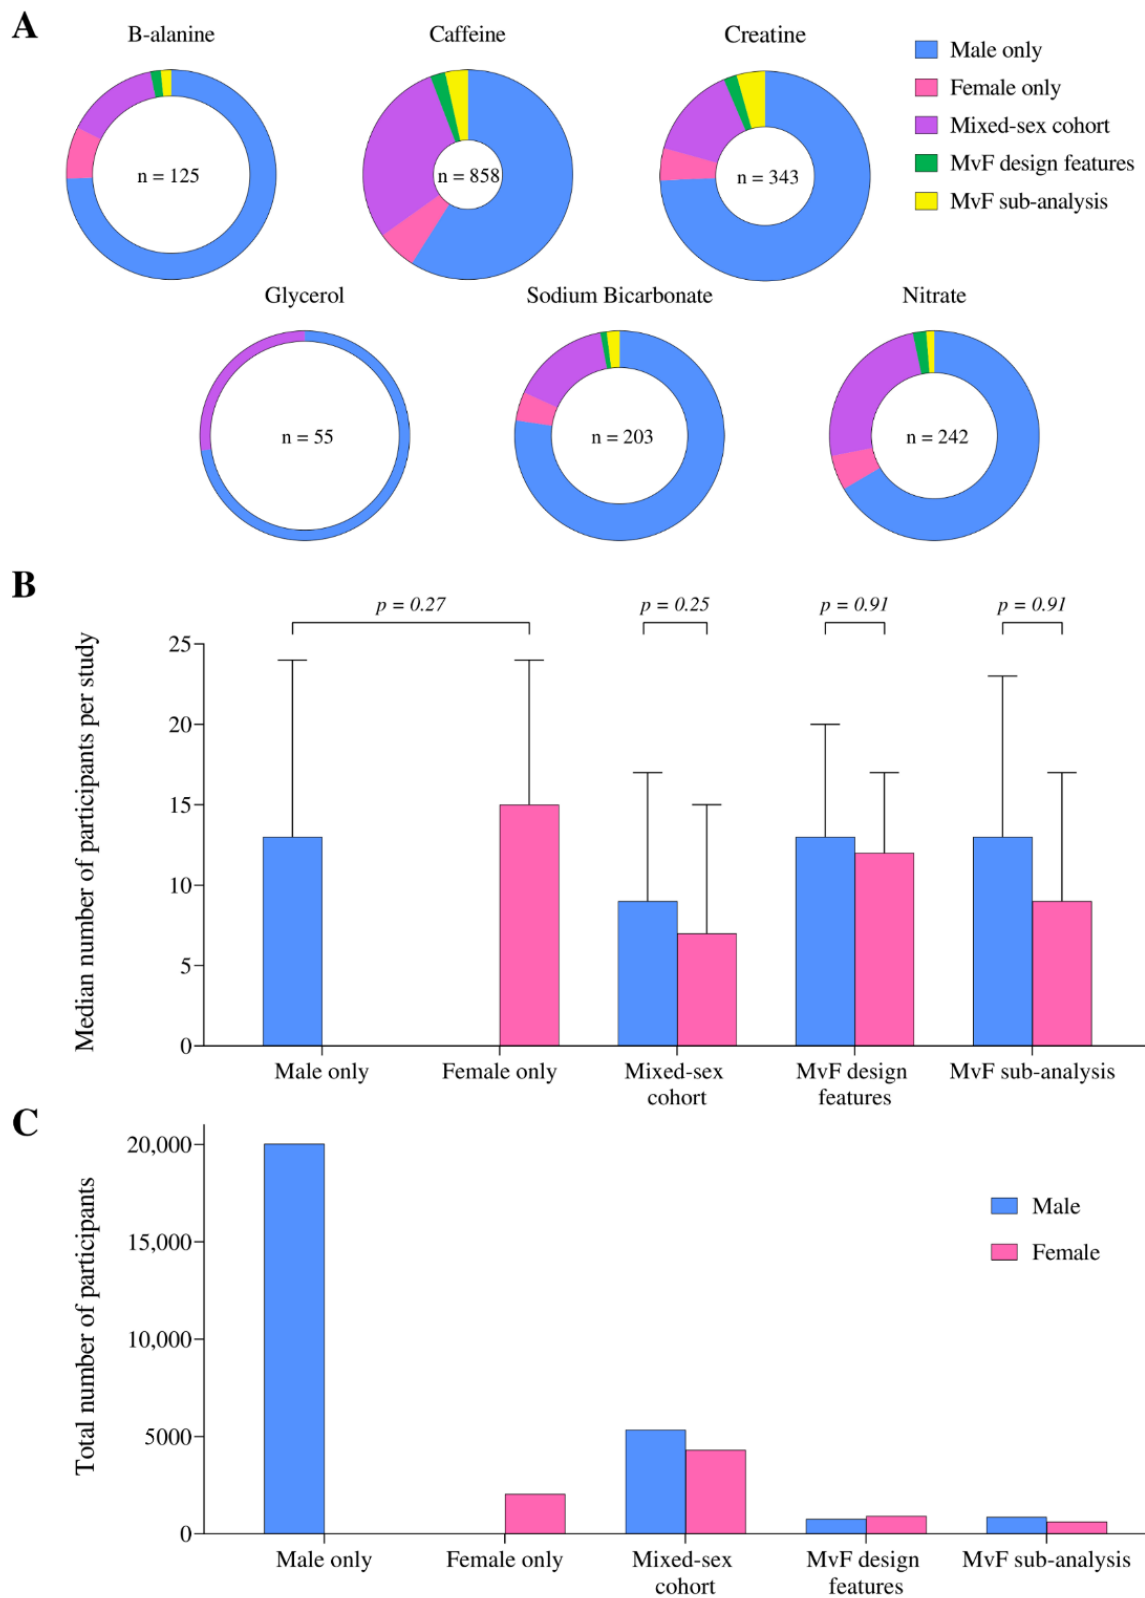 A
B-alanine
Caffeine
Creatine
Male only
Female only
Mixed-sex cohort
MvF design features
MvF sub-analysis
n = 125
n = 858
n = 343
Glycerol
Sodium Bicarbonate
Nitrate
n = 55
n = 203
n = 242
B
p = 0.27
p = 0.25
p = 0.91
p = 0.91
Median number of participants per study
25
20
15
10
5
0
Male only
Female only
Mixed-sex
cohort
MvF design
features
MvF sub-analysis
C
Total number of participants
20,000
15,000
10,000
5000
0
Male
Female
Male only
Female only
Mixed-sex
cohort
MvF design
features
MvF sub-analysis